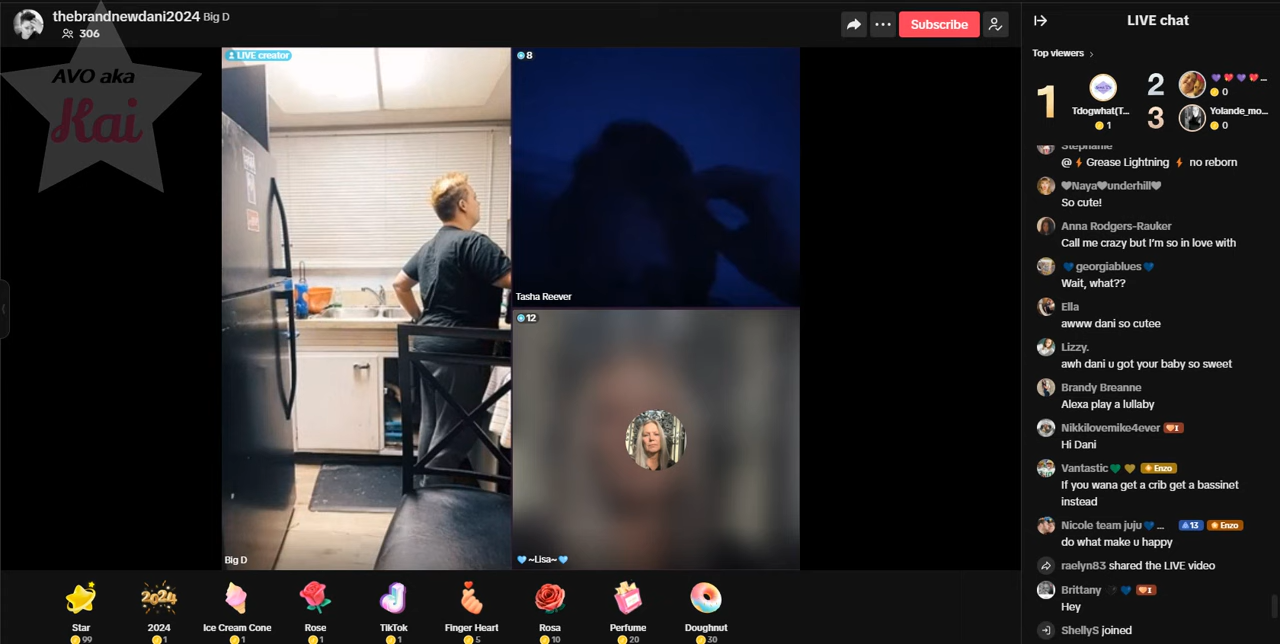 thebrandnewdani2024 Big D
306
Subscribe
AVO aka
Kai
LIVE creator
8
Tasha Reever
12
Big D
~Lisa~
Star
99
2024
2024
1
Ice Cream Cone
1
Rose
1
TikTok
1
Finger Heart
5
Rosa
10
Perfume
20
Doughnut
30
LIVE chat
Top viewers
1
Tdogwhat(T...
1
2
...
0
3
Yolande_mo...
0
Stephanie
@ Grease Lightning no reborn
Naya underhill
So cute!
Anna Rodgers-Rauker
Call me crazy but I'm so in love with
georgiablues
Wait, what??
Ella
awww dani so cutee
Lizzy.
awh dani u got your baby so sweet
Brandy Breanne
Alexa play a lullaby
Nikkilovemike4ever I
Hi Dani
Vantastic Enzo
If you wana get a crib get a bassinet
instead
Nicole team juju ... 13 Enzo
do what make u happy
raelyn83 shared the LIVE video
Brittany I
Hey
ShellyS joined